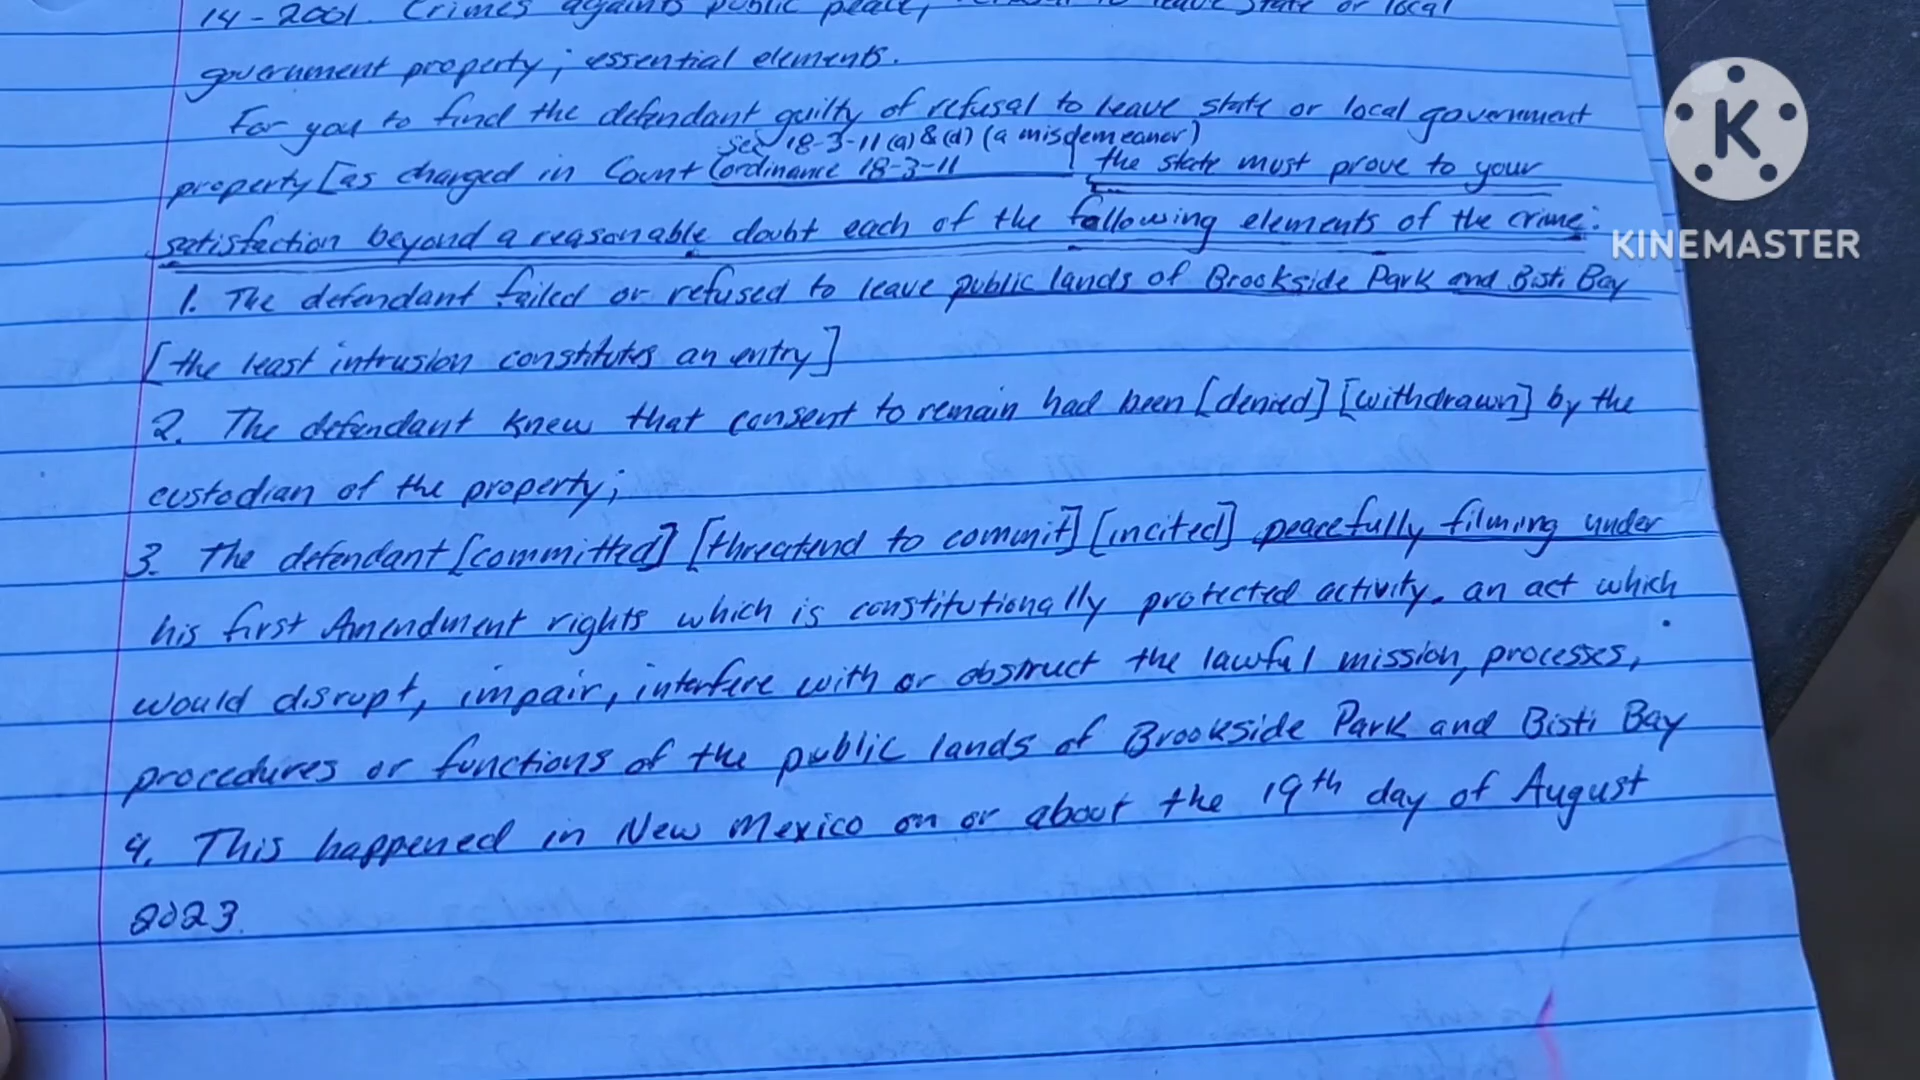 14-2001. Crimes againts public peace, refusal to leave state or local
government property; essential elements.
For you to find the defendant guilty of refusal to leave state or local government
sec 18-3-11(a) & (d) (a misdemeanor)
property [as charged in Count (ordinance 18-3-11 ] the state must prove to your
satisfaction beyond a reasonable doubt each of the following elements of the crime:
1. The defendant failed or refused to leave public lands of Brookside Park and Bisti Bay
[the least intrusion constitutes an entry]
2. The defendant knew that consent to remain had been [denied] [withdrawn] by the
custodian of the property;
3. The defendant [committed] [threatend to commit] [incited] peacefully filming under
his first Amendment rights which is constitutionally protected activity. an act which
would disrupt, impair, interfere with or obstruct the lawful mission, processes,
procedures or functions of the public lands of Brookside Park and Bisti Bay
4. This happened in New Mexico on or about the 19th day of August
2023.
K
KINEMASTER